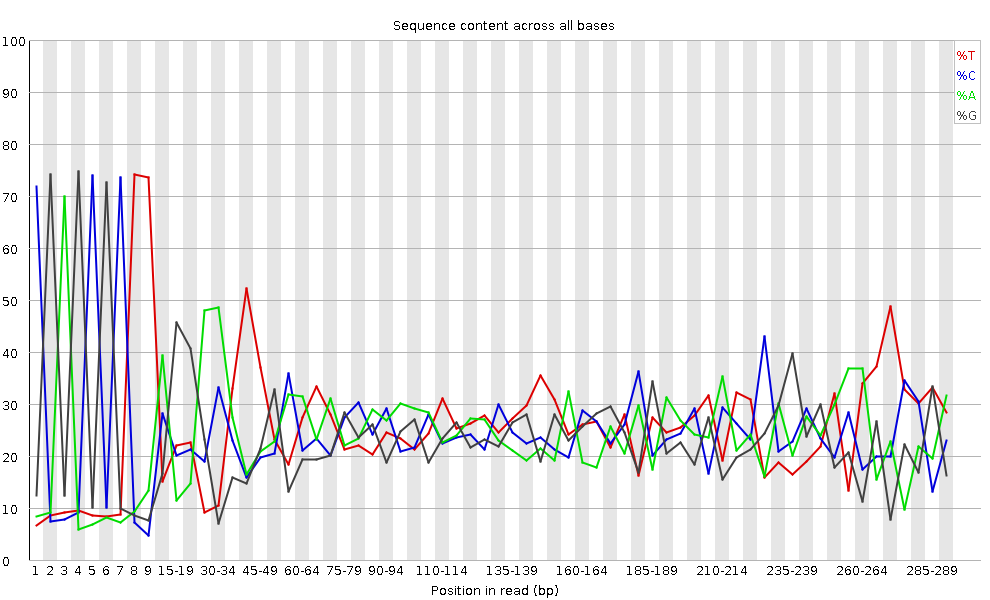 Sequence content across all bases
100
90
80
70
60
50
40
30
20
10
0
%T
%C
%A
%G
1 2 3 4 5 6 7 8 9 15-19 30-34 45-49 60-64 75-79 90-94 110-114 135-139 160-164 185-189 210-214 235-239 260-264 285-289
Position in read (bp)